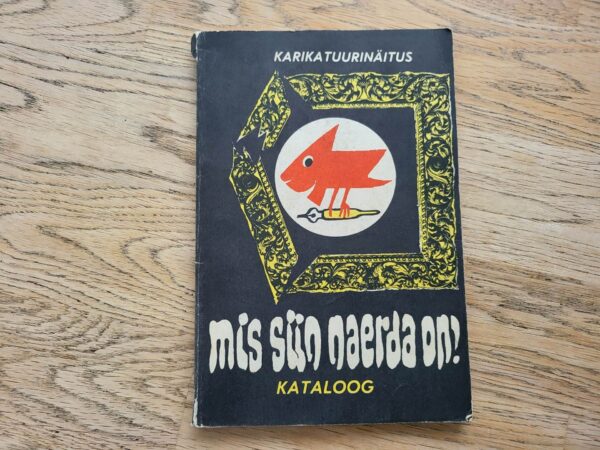 KARIKATUURINÄITUS
mis siin naerda on!
KATALOOG